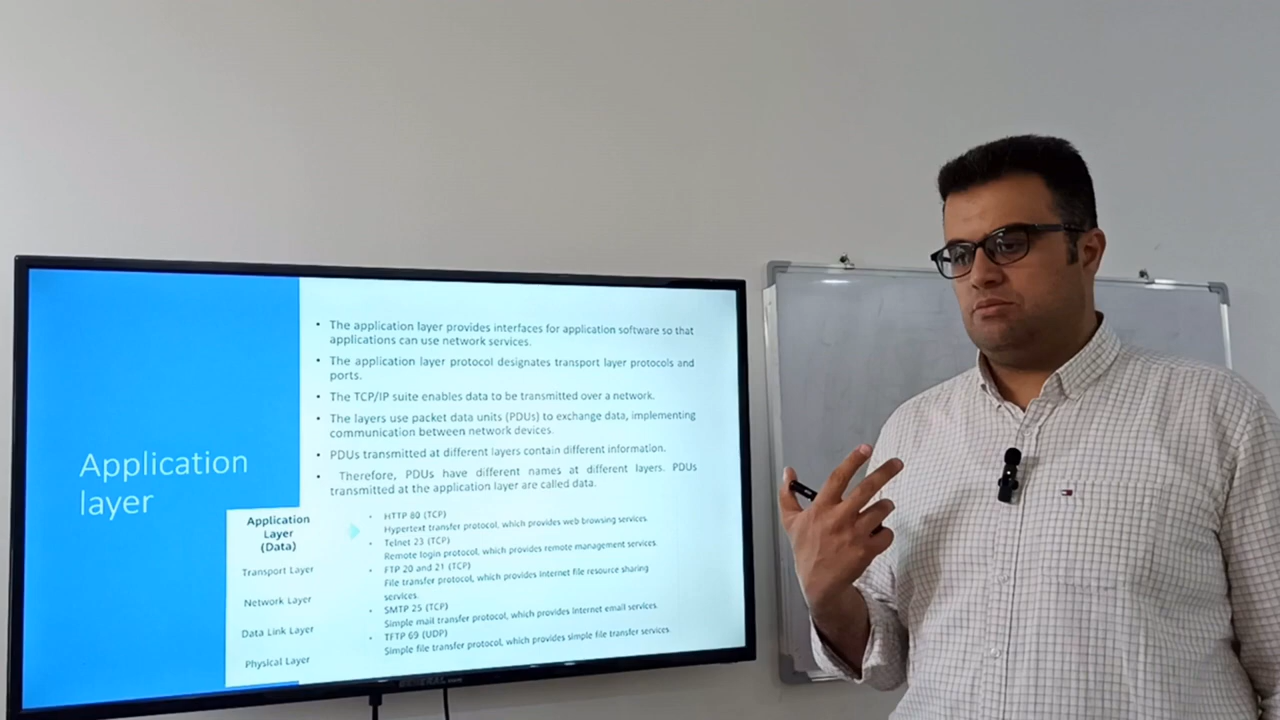 Application
layer
• The application layer provides interfaces for application software so that
applications can use network services.
• The application layer protocol designates transport layer protocols and
ports.
• The TCP/IP suite enables data to be transmitted over a network.
• The layers use packet data units (PDUs) to exchange data, implementing
communication between network devices.
• PDUs transmitted at different layers contain different information.
• Therefore, PDUs have different names at different layers. PDUs
transmitted at the application layer are called data.
Application
Layer
(Data)
Transport Layer
Network Layer
Data Link Layer
Physical Layer
• HTTP 80 (TCP)
Hypertext transfer protocol, which provides web browsing services.
• Telnet 23 (TCP)
Remote login protocol, which provides remote management services.
• FTP 20 and 21 (TCP)
File transfer protocol, which provides internet file resource sharing
services.
• SMTP 25 (TCP)
Simple mail transfer protocol, which provides internet email services.
• TFTP 69 (UDP)
Simple file transfer protocol, which provides simple file transfer services.